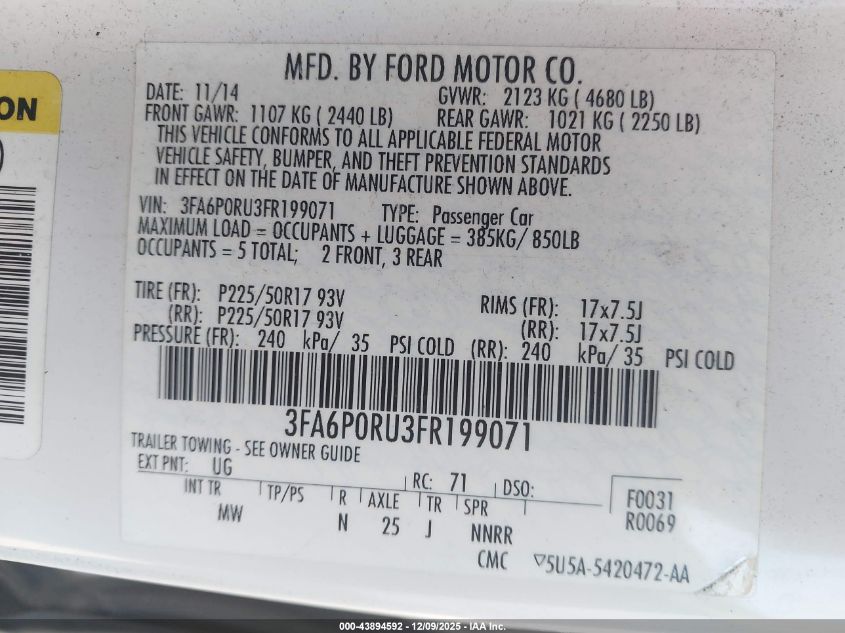 ON
MFD. BY FORD MOTOR CO.
DATE: 11/14 GVWR: 2123 KG ( 4680 LB)
FRONT GAWR: 1107 KG ( 2440 LB) REAR GAWR: 1021 KG ( 2250 LB)
THIS VEHICLE CONFORMS TO ALL APPLICABLE FEDERAL MOTOR
VEHICLE SAFETY, BUMPER, AND THEFT PREVENTION STANDARDS
IN EFFECT ON THE DATE OF MANUFACTURE SHOWN ABOVE.
VIN: 3FA6P0RU3FR199071 TYPE: Passenger Car
MAXIMUM LOAD = OCCUPANTS + LUGGAGE = 385KG/ 850LB
OCCUPANTS = 5 TOTAL; 2 FRONT, 3 REAR
TIRE (FR): P225/50R17 93V RIMS (FR): 17x7.5J
(RR): P225/50R17 93V (RR): 17x7.5J
PRESSURE (FR): 240 kPa/ 35 PSI COLD (RR): 240 kPa/ 35 PSI COLD
3FA6P0RU3FR199071
TRAILER TOWING - SEE OWNER GUIDE
EXT PNT: UG RC: 71 DSO:
INT TR TP/PS R AXLE TR SPR F0031
MW N 25 J NNRR R0069
CMC ▽5U5A-5420472-AA
000-43894592 - 12/09/2025 - IAA Inc.